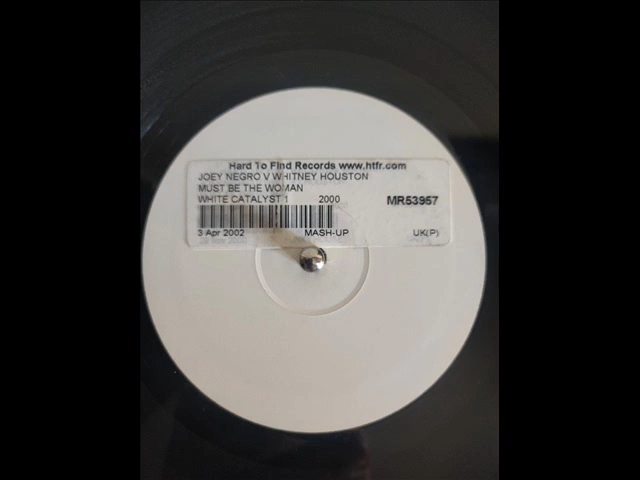 Hard To Find Records www.htfr.com
JOEY NEGRO V WHITNEY HOUSTON
MUST BE THE WOMAN
WHITE CATALYST 1 2000 MR53957
3 Apr 2002 MASH-UP UK(P)